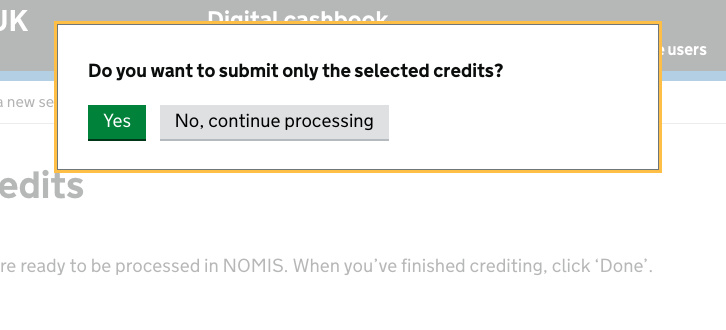 UK
Digital cashbook
users
a new se
Do you want to submit only the selected credits?
Yes
No, continue processing
edits
re ready to be processed in NOMIS. When you’ve finished crediting, click ‘Done’.